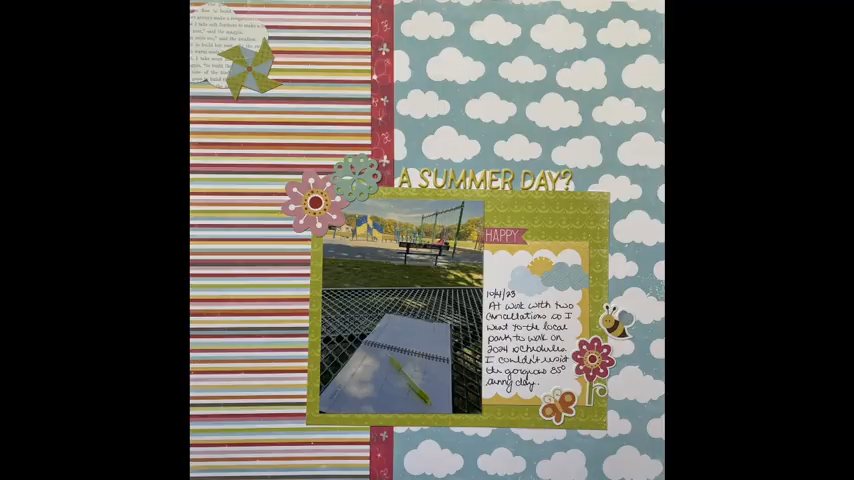 A SUMMER DAY?
HAPPY
10/4/23
At work with two
cancellations so I
went to the local
park to work on
2024 schedules
I couldn't resist
the gorgeous 85°
sunny day.